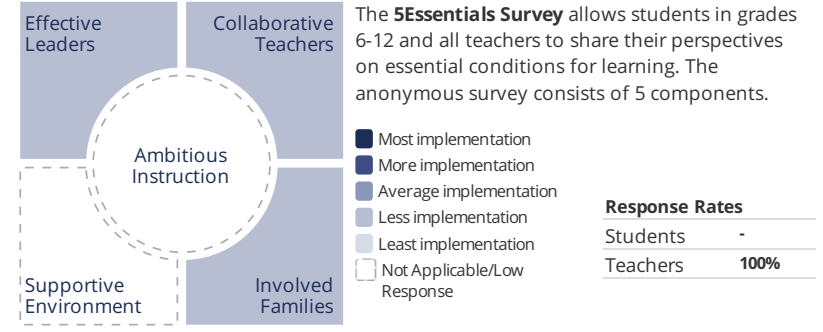 Effective
Leaders
Collaborative
Teachers
Ambitious
Instruction
Supportive
Environment
Involved
Families
The 5Essentials Survey allows students in grades
6-12 and all teachers to share their perspectives
on essential conditions for learning. The
anonymous survey consists of 5 components.
Most implementation
More implementation
Average implementation
Less implementation
Least implementation
Not Applicable/Low
Response
Response Rates
Students -
Teachers 100%